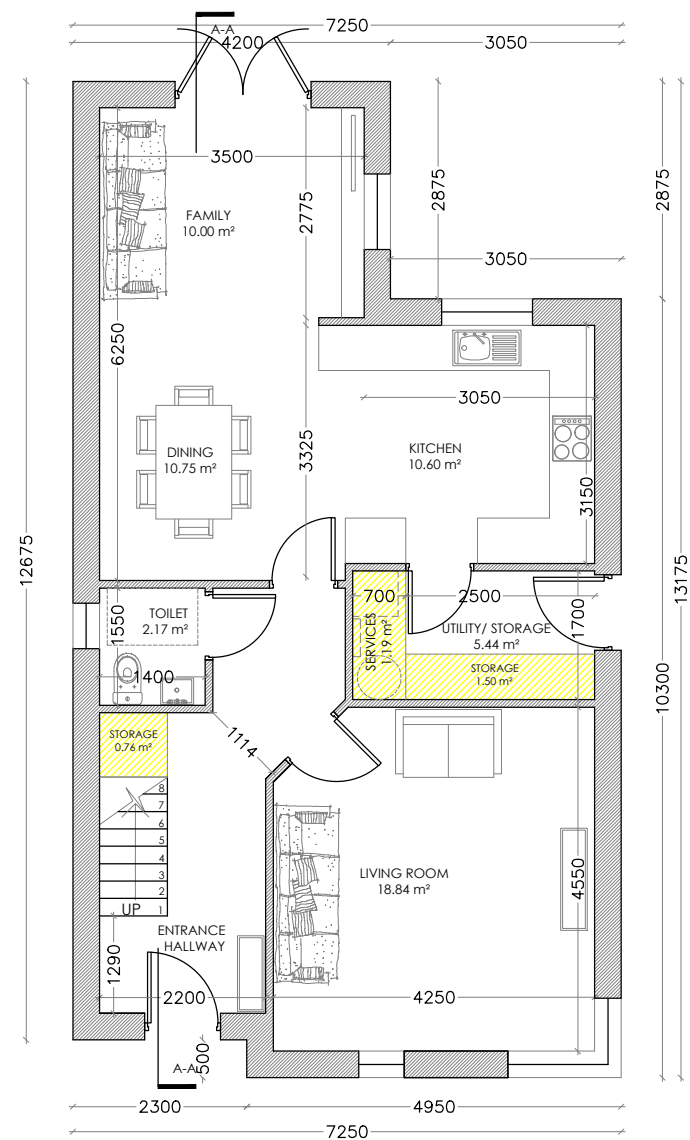 A-A
7250
4200
3050
3500
FAMILY
10.00 m²
2775
2875
2875
3050
6250
3050
DINING
10.75 m²
3325
KITCHEN
10.60 m²
3150
12675
13175
TOILET
2.17 m²
1550
1400
700
2500
SERVICES
1.19 m²
UTILITY/ STORAGE
5.44 m²
1700
STORAGE
1.50 m²
10300
STORAGE
0.76 m²
1114
8
7
6
5
4
3
2
UP 1
LIVING ROOM
18.84 m²
4550
ENTRANCE
HALLWAY
1290
2200
4250
A-A
500
2300
4950
7250